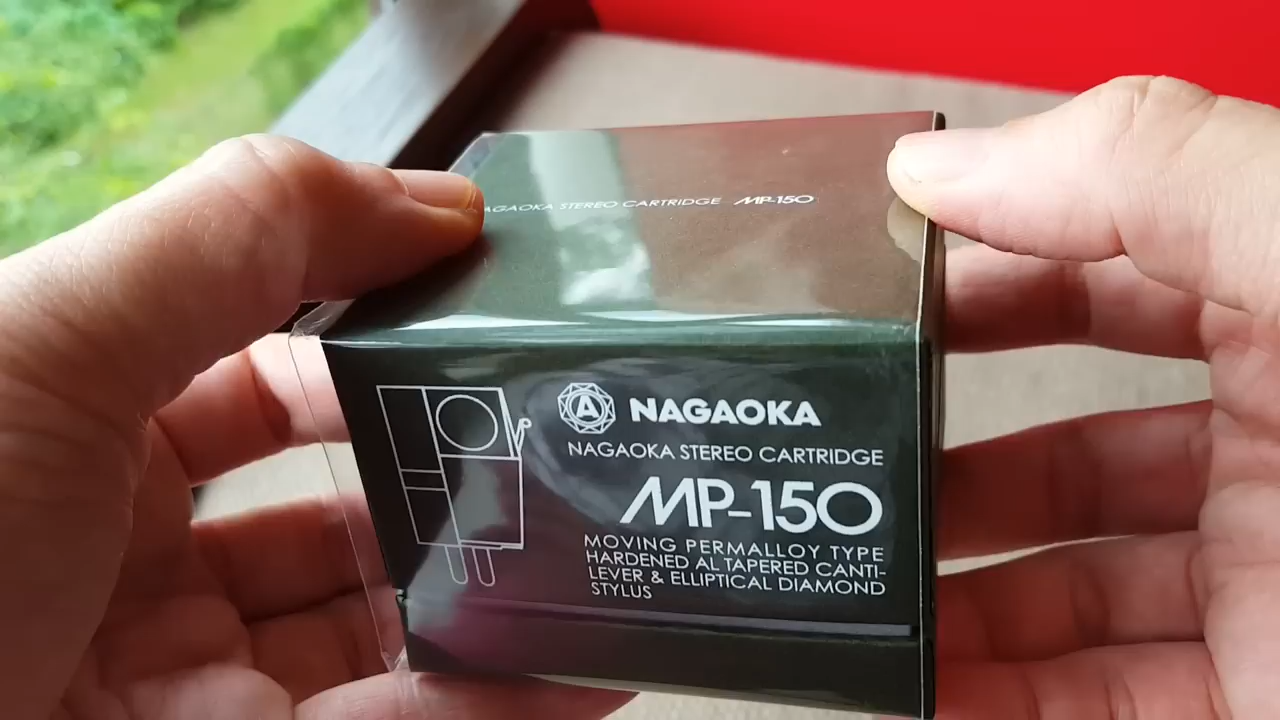 AGAOKA STEREO CARTRIDGE MP-150
A NAGAOKA
NAGAOKA STEREO CARTRIDGE
MP-150
MOVING PERMALLOY TYPE
HARDENED AL TAPERED CANTI-
LEVER & ELLIPTICAL DIAMOND
STYLUS